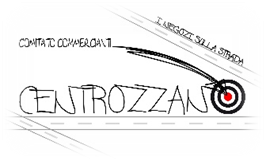 I NEGOZI SULLA STRADA
COMITATO COMMERCIANTI
CENTROZZANO